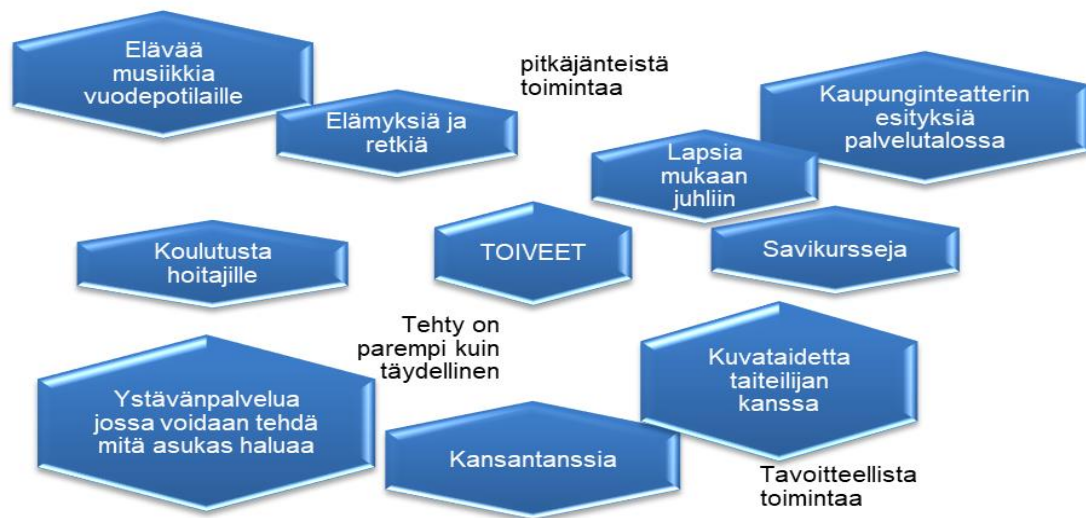 Elävää
musiikkia
vuodepotilaille
Elämyksiä ja
retkiä
pitkäjänteistä
toimintaa
Kaupunginteatterin
esityksiä
palvelutalossa
Lapsia
mukaan
juhliin
Koulutusta
hoitajille
TOIVEET
Savikursseja
Tehty on
parempi kuin
täydellinen
Kuvataidetta
taiteilijan
kanssa
Ystävänpalvelua
jossa voidaan tehdä
mitä asukas haluaa
Kansantanssia
Tavoitteellista
toimintaa